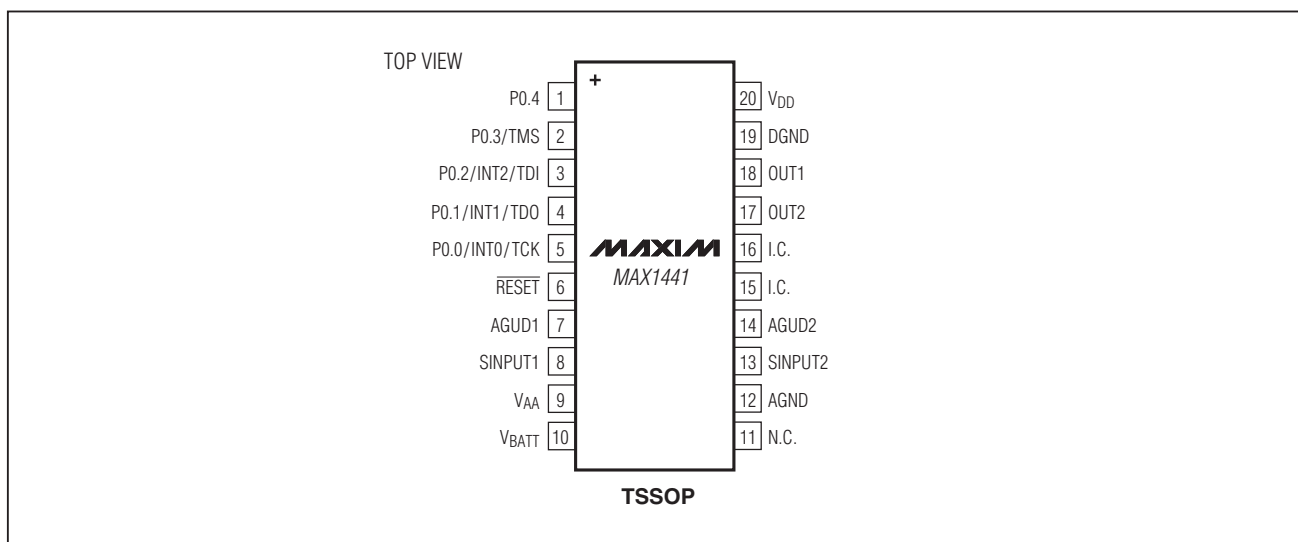 TOP VIEW
+
P0.4 1
P0.3/TMS 2
P0.2/INT2/TDI 3
P0.1/INT1/TDO 4
P0.0/INT0/TCK 5
RESET 6
AGUD1 7
SINPUT1 8
VAA 9
VBATT 10
MAXIM
MAX1441
20 VDD
19 DGND
18 OUT1
17 OUT2
16 I.C.
15 I.C.
14 AGUD2
13 SINPUT2
12 AGND
11 N.C.
TSSOP